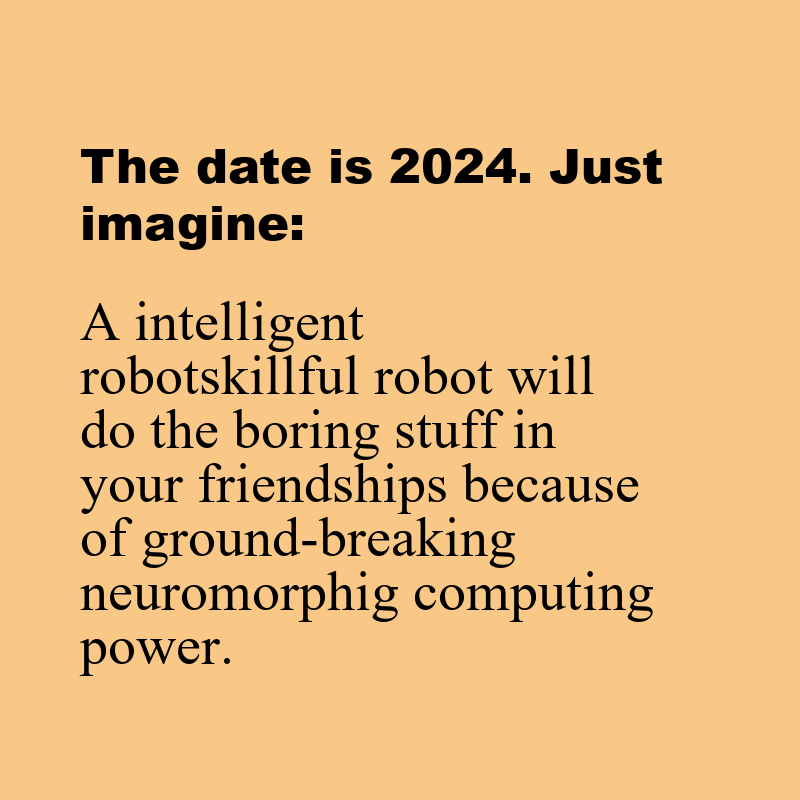 The date is 2024. Just
imagine:
A intelligent
robotskillful robot will
do the boring stuff in
your friendships because
of ground-breaking
neuromorphig computing
power.